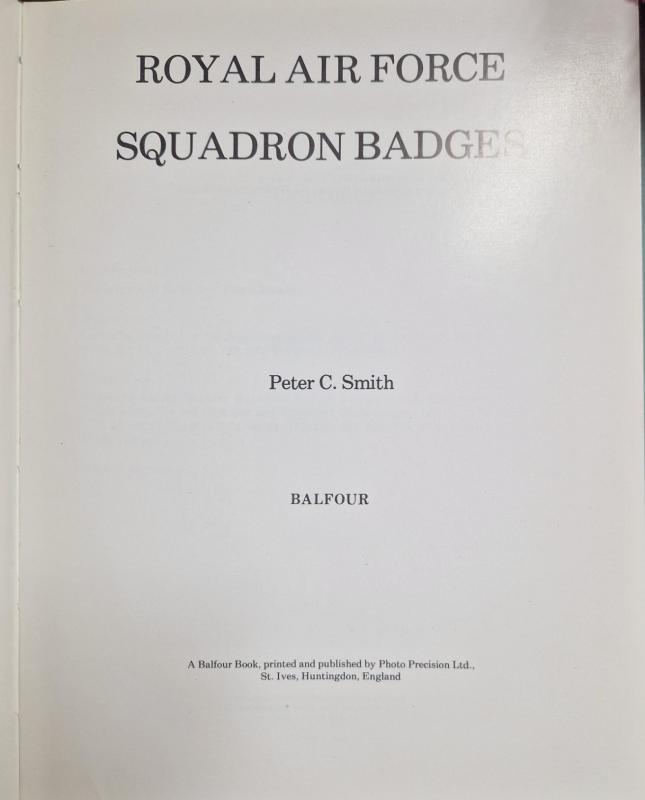 ROYAL AIR FORCE
SQUADRON BADGES
Peter C. Smith
BALFOUR
A Balfour Book, printed and published by Photo Precision Ltd.,
St. Ives, Huntingdon, England